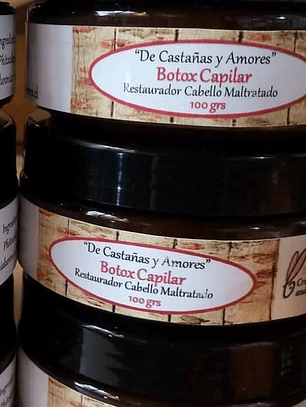 "De Castañas y Amores"
Botox Capilar
Restaurador Cabello Maltratado
100 grs
"De Castañas y Amores"
Botox Capilar
Restaurador Cabello Maltratado
100 grs